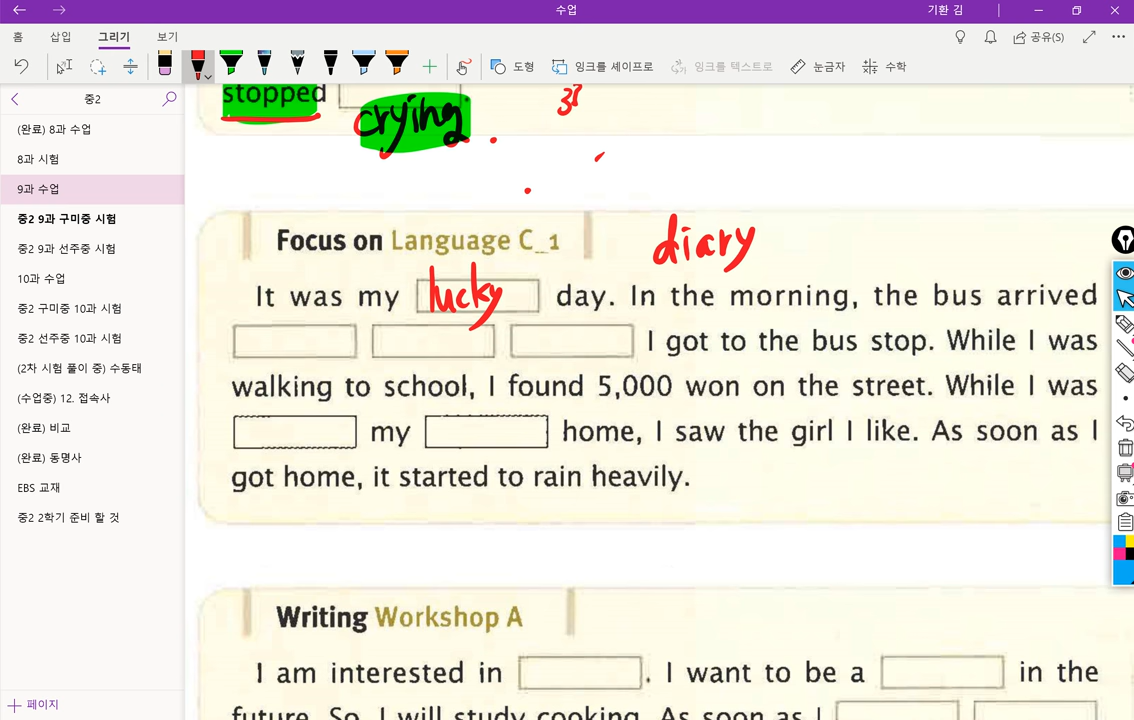 수업
기환 김
홈 삽입 그리기 보기
공유(S)
도형 잉크를 셰이프로 잉크를 텍스트로 눈금자 수학
중2
(완료) 8과 수업
8과 시험
9과 수업
중2 9과 구미중 시험
중2 9과 선주중 시험
10과 수업
중2 구미중 10과 시험
중2 선주중 10과 시험
(2차 시험 풀이 중) 수동태
(수업중) 12. 접속사
(완료) 비교
(완료) 동명사
EBS 교재
중2 2학기 준비 할 것
페이지
stopped
crying
Focus on Language C_1
diary
It was my lucky day. In the morning, the bus arrived
I got to the bus stop. While I was
walking to school, I found 5,000 won on the street. While I was
my home, I saw the girl I like. As soon as I
got home, it started to rain heavily.
Writing Workshop A
I am interested in . I want to be a in the
future. So, I will study cooking. As soon as I